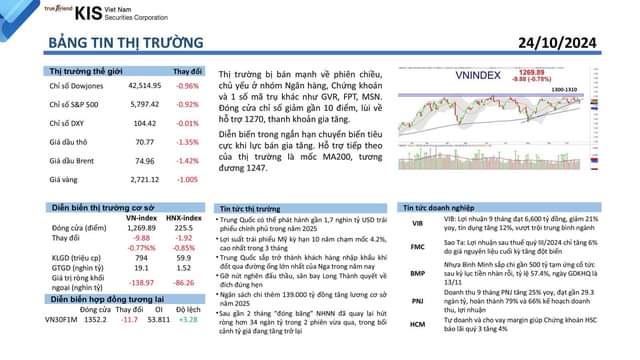 true Friend KIS Viet Nam
Securities Corporation
BẢNG TIN THỊ TRƯỜNG
24/10/2024
Thị trường thế giới Thay đổi
Chỉ số Dowjones 42,514.95 -0.96%
Chỉ số S&P 500 5,797.42 -0.92%
Chỉ số DXY 104.42 -0.01%
Giá dầu 70.77 -1.35%
Giá dầu Brent 74.96 -1.42%
Giá vàng 2,721.12 -1.005
Thị trường bị bán mạnh về phiên chiều,
chủ yếu ở nhóm Ngân hàng, Chứng khoán
và 1 số mã trụ khác như GVR, FPT, MSN.
Đóng cửa chỉ số giảm gần 10 điểm, lùi về
hỗ trợ 1270, thanh khoản gia tăng.
Diễn biến trong ngắn hạn chuyển biến tiêu
cực khi lực bán gia tăng. Hỗ trợ tiếp theo
của thị trường là mốc MA200, tương
đương 1247.
VNINDEX 1269.89
-9.88 (-0.78%)
1300-1310
Diễn biến thị trường cơ sở
VN-index HNX-index
Đóng cửa (điểm) 1,269.89 225.5
Thay đổi -9.88 -1.92
-0.77% -0.85%
KLGD (triệu cp) 794 59.9
GTGD (nghìn tỷ) 19.1 1.52
Giá trị ròng khối
ngoại (nghìn tỷ) -138.97 -86.26
Diễn biến hợp đồng tương lai
Đóng cửa Thay đổi OI Độ lệch
VN30F1M 1352.2 -11.7 53.811 +3.28
Tin tức thị trường
• Trung Quốc có thể phát hành gần 1,7 nghìn tỷ USD trái
phiếu chính phủ trong năm 2025
• Lợi suất trái phiếu Mỹ kỳ hạn 10 năm chạm mốc 4.2%,
cao nhất trong 3 tháng
• Trung Quốc sắp trở thành khách hàng nhập khẩu khí
đốt qua đường ống lớn nhất của Nga trong năm nay
• Gỡ nút nghẽn đấu thầu, sân bay Long Thành quyết về
đích đúng hẹn
• Ngân sách chi thêm 139.000 tỷ đồng tăng lương cơ sở
năm 2025
• Sau gần 2 tháng “đóng băng” NHNN đã quay lại hút
ròng hơn 34 ngàn tỷ trong 2 phiên vừa qua, trong bối
cảnh tỷ giá đang tăng trở lại
Tin tức doanh nghiệp
VIB VIB: Lợi nhuận 9 tháng đạt 6,600 tỷ đồng, giảm 21%
yoy, tín dụng tăng 12%, vượt trội trung bình ngành
FMC Sao Ta: Lợi nhuận sau thuế quý III/2024 chỉ tăng 6%
do giá nguyên liệu cuối kỳ tăng đột biến
BMP Nhựa Bình Minh sắp chi gần 500 tỷ tạm ứng cổ tức
sau kỷ lục tiền nhàn rỗi, tỷ lệ 57.4%, ngày GDKHQ là
13/11
PNJ Doanh thu 9 tháng PNJ tăng 25% yoy, đạt gần 29.3
ngàn tỷ, hoàn thành 79% và 66% kế hoạch doanh
thu, lợi nhuận
HCM Tự doanh và cho vay margin giúp Chứng khoán HSC
báo lãi quý 3 tăng 4%